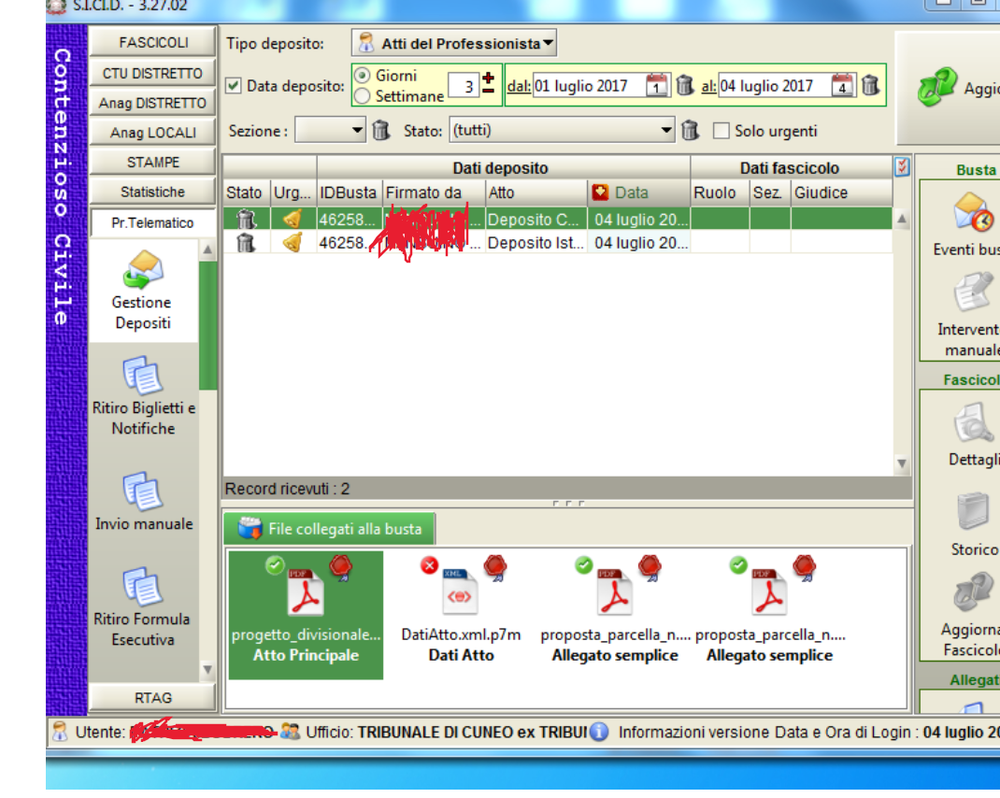 S.I.CI.D. - 3.27.02
Contenzioso Civile
FASCICOLI
CTU DISTRETTO
Anag DISTRETTO
Anag LOCALI
STAMPE
Statistiche
Pr.Telematico
Gestione
Depositi
Ritiro Biglietti e
Notifiche
Invio manuale
Ritiro Formula
Esecutiva
RTAG
Tipo deposito: Atti del Professionista
Data deposito: Giorni Settimane 3 dal: 01 luglio 2017 1 al: 04 luglio 2017 4
Sezione : Stato: (tutti) Solo urgenti
Dati deposito Dati fascicolo
Stato Urg... IDBusta Firmato da Atto Data Ruolo Sez. Giudice
46258... ... Deposito C... 04 luglio 20...
46258... ... Deposito Ist... 04 luglio 20...
Record ricevuti : 2
File collegati alla busta
PDF XML PDF PDF
progetto_divisionale... DatiAtto.xml.p7m proposta_parcella_n.... proposta_parcella_n....
Atto Principale Dati Atto Allegato semplice Allegato semplice
Aggio
Busta
Eventi bus
Intervent
manuale
Fascicol
Dettagli
Storico
Aggiorna
Fascicol
Allegat
Utente: Ufficio: TRIBUNALE DI CUNEO ex TRIBU Informazioni versione Data e Ora di Login : 04 luglio 20